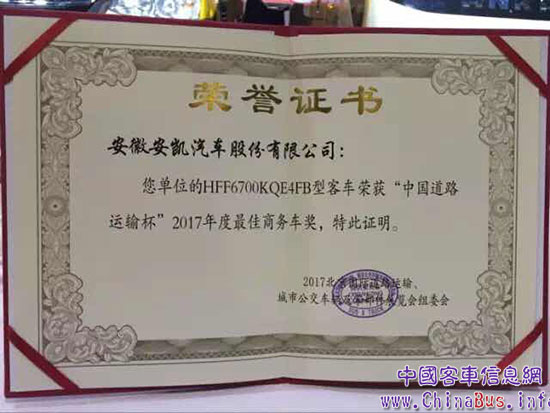 荣誉证书
安徽安凯汽车股份有限公司：
您单位的HFF6700KQE4FB型客车荣获“中国道路
运输杯”2017年度最佳商务车奖，特此证明。
2017北京国际道路运输、
城市公交车辆及零部件展览会组委会
BUS & TRUCK
中國客車信息網
www.ChinaBus.info